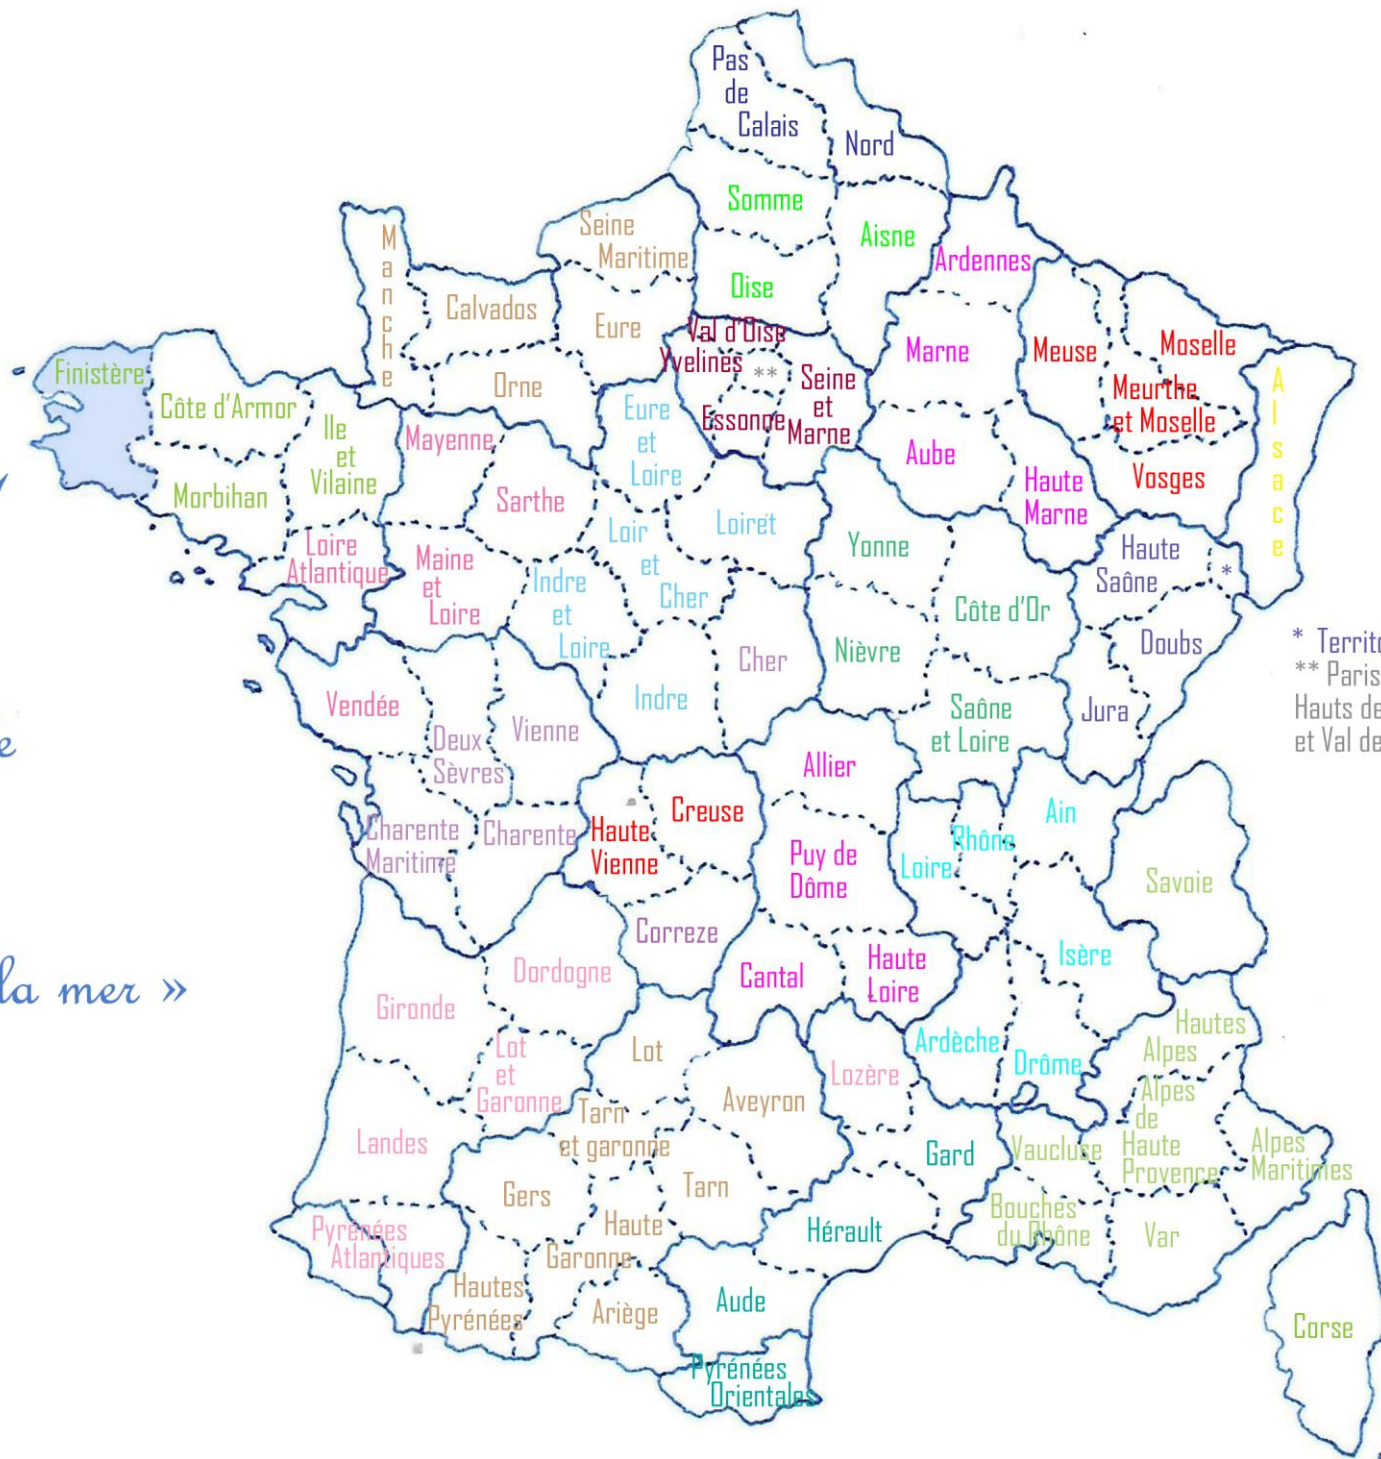 Pas
de
Calais
Nord
Somme
Aisne
Oise
Seine
Maritime
Eure
Manche
Calvados
Orne
Ardennes
Marne
Aube
Haute
Marne
Meuse
Moselle
Meurthe
et Moselle
Vosges
Alsace
Val d'Oise
Yvelines
**
Essonne
Seine
et
Marne
Finistère
Côte d'Armor
Morbihan
Ile
et
Vilaine
Mayenne
Sarthe
Loire
Atlantique
Maine
et
Loire
Vendée
Eure
et
Loire
Loiret
Loir
et
Cher
Indre
et
Loire
Indre
Cher
Yonne
Nièvre
Côte d'Or
Saône
et Loire
Haute
Saône
*
Doubs
Jura
* Territo
** Paris
Hauts de
et Val de
Deux
Sèvres
Vienne
Charente
Maritime
Charente
Haute
Vienne
Creuse
Correze
Allier
Puy de
Dôme
Cantal
Haute
Loire
Loire
Rhône
Ain
Savoie
Isère
Ardèche
Drôme
e
la mer »
Gironde
Dordogne
Lot
et
Garonne
Landes
Pyrénées
Atlantiques
Lot
Aveyron
Tarn
et garonne
Tarn
Gers
Haute
Garonne
Hautes
Pyrénées
Ariège
Lozère
Gard
Hérault
Aude
Pyrénées
Orientales
Hautes
Alpes
Alpes
de
Haute
Provence
Alpes
Maritimes
Vaucluse
Bouches
du Rhône
Var
Corse